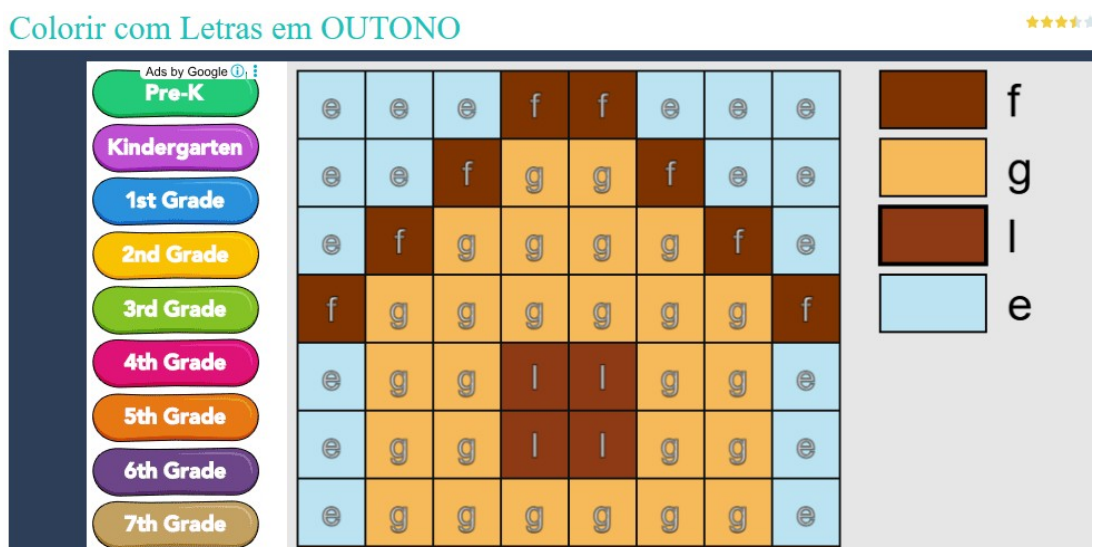 Colorir com Letras em OUTONO
Ads by Google
Pre-K
Kindergarten
1st Grade
2nd Grade
3rd Grade
4th Grade
5th Grade
6th Grade
7th Grade
e e e f f e e e
e e f g g f e e
e f g g g g f e
f g g g g g g f
e g g l l g g e
e g g l l g g e
e g g g g g g e
f
g
l
e